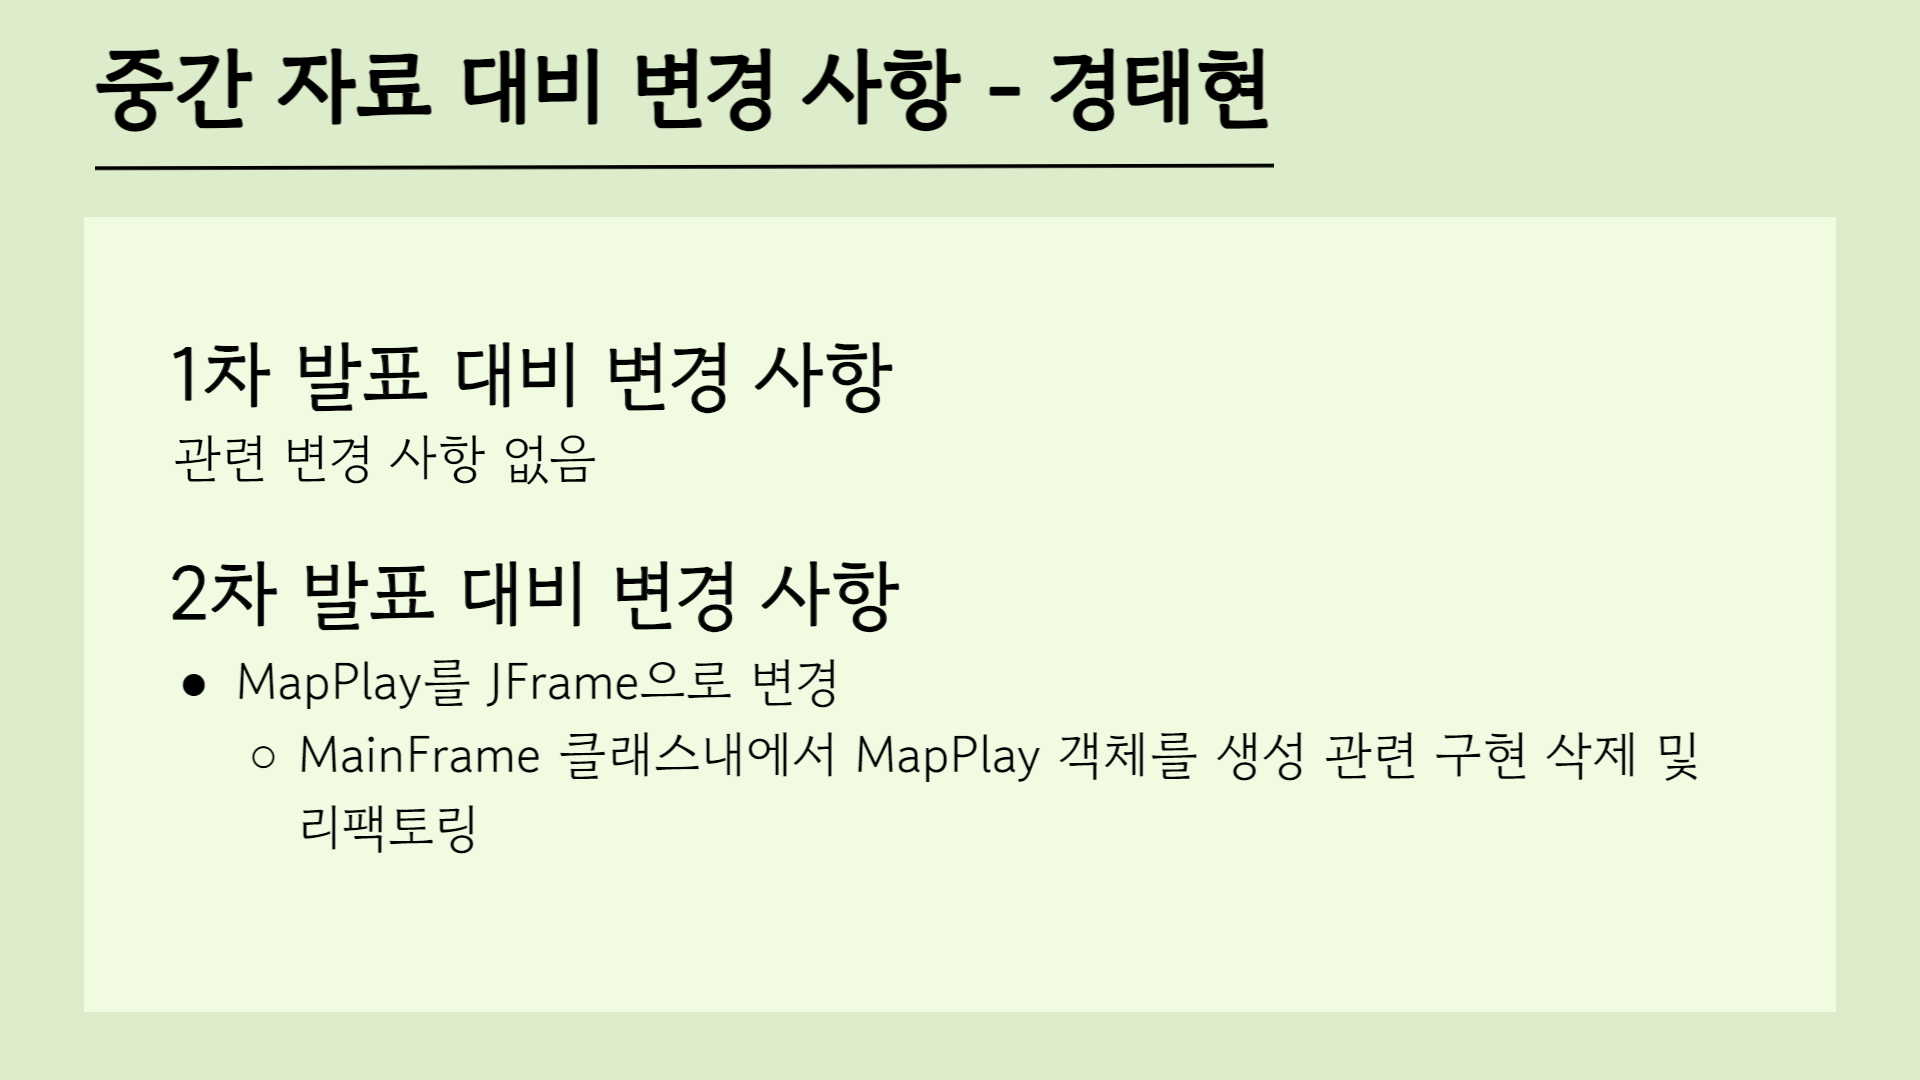 중간 자료 대비 변경 사항 - 경태현
1차 발표 대비 변경 사항
관련 변경 사항 없음
2차 발표 대비 변경 사항
● MapPlay를 JFrame으로 변경
○ MainFrame 클래스내에서 MapPlay 객체를 생성 관련 구현 삭제 및
리팩토링